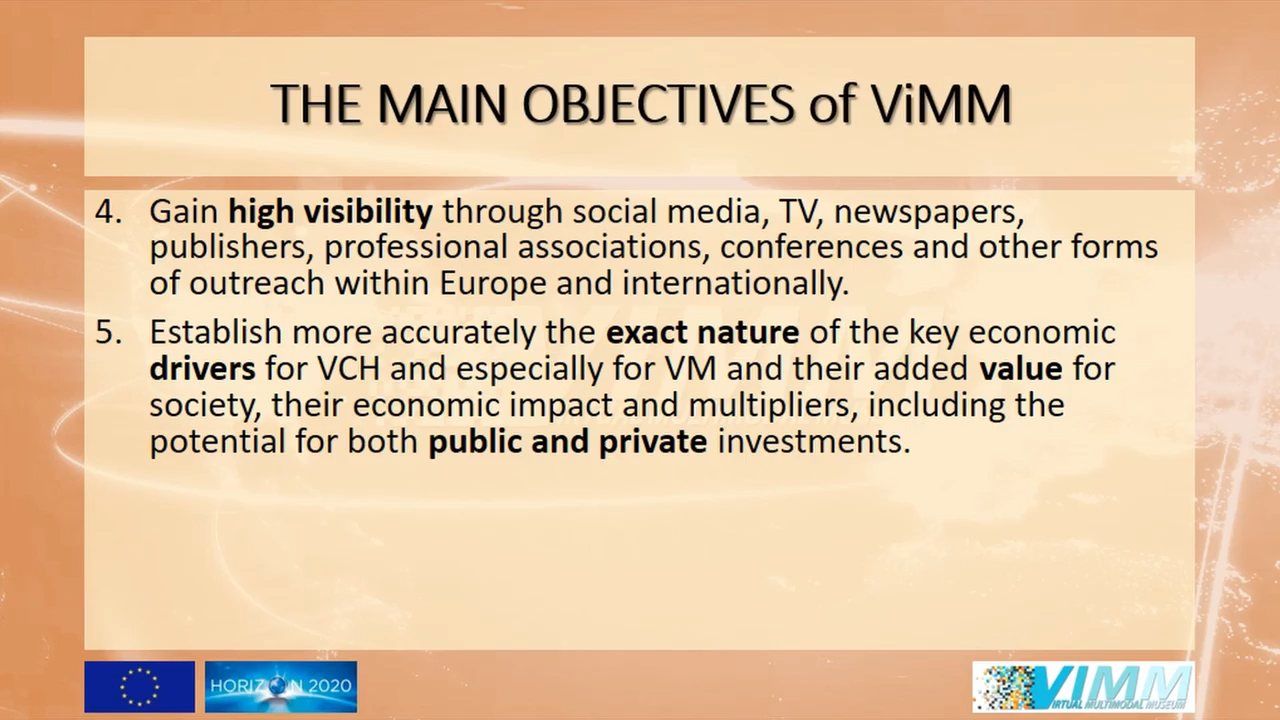 THE MAIN OBJECTIVES of ViMM
4. Gain high visibility through social media, TV, newspapers,
publishers, professional associations, conferences and other forms
of outreach within Europe and internationally.
5. Establish more accurately the exact nature of the key economic
drivers for VCH and especially for VM and their added value for
society, their economic impact and multipliers, including the
potential for both public and private investments.
HORIZON 2020
VIMM
VIRTUAL MULTIMODAL MUSEUM